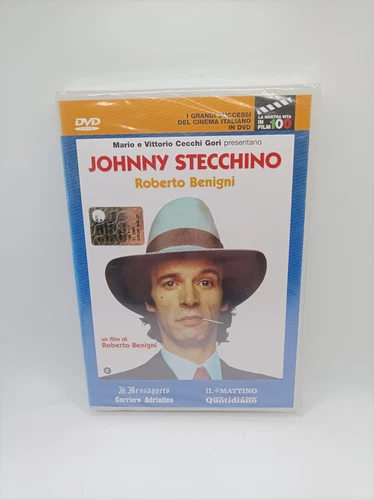 DVD
I GRANDI SUCCESSI
DEL CINEMA ITALIANO
IN DVD
LA NOSTRA VITA
IN
FILM 100
Mario e Vittorio Cecchi Gori presentano
JOHNNY STECCHINO
Roberto Benigni
un film di
Roberto Benigni
Il Messaggero
IL MATTINO
Corriere Adriatico
Quotidiano